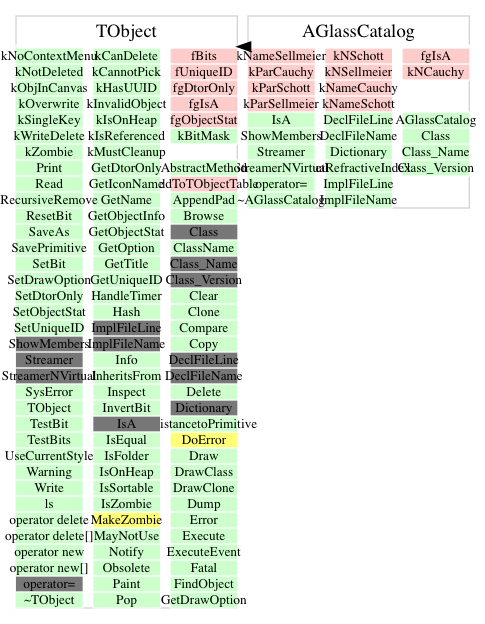 TObject
kNoContextMenu kCanDelete fBits
kNotDeleted kCannotPick fUniqueID
kObjInCanvas kHasUUID fgDtorOnly
kOverwrite kInvalidObject fgIsA
kSingleKey kIsOnHeap fgObjectStat
kWriteDelete kIsReferenced kBitMask
kZombie kMustCleanup
Print GetDtorOnly AbstractMethod
Read GetIconName ddToTObjectTable
RecursiveRemove GetName AppendPad
ResetBit GetObjectInfo Browse
SaveAs GetObjectStat Class
SavePrimitive GetOption ClassName
SetBit GetTitle Class_Name
SetDrawOption GetUniqueID Class_Version
SetDtorOnly HandleTimer Clear
SetObjectStat Hash Clone
SetUniqueID ImplFileLine Compare
ShowMembers ImplFileName Copy
Streamer Info DeclFileLine
StreamerNVirtual InheritsFrom DeclFileName
SysError Inspect Delete
TObject InvertBit Dictionary
TestBit IsA istancetoPrimitive
TestBits IsEqual DoError
UseCurrentStyle IsFolder Draw
Warning IsOnHeap DrawClass
Write IsSortable DrawClone
ls IsZombie Dump
operator delete MakeZombie Error
operator delete[] MayNotUse Execute
operator new Notify ExecuteEvent
operator new[] Obsolete Fatal
operator= Paint FindObject
~TObject Pop GetDrawOption
AGlassCatalog
kNameSellmeier kNSchott fgIsA
kParCauchy kNSellmeier kNCauchy
kParSchott kNameCauchy
kParSellmeier kNameSchott
IsA DeclFileLine AGlassCatalog
ShowMembers DeclFileName Class
Streamer Dictionary Class_Name
treamerNVirtual etRefractiveIndex Class_Version
operator= ImplFileLine
~AGlassCatalog ImplFileName